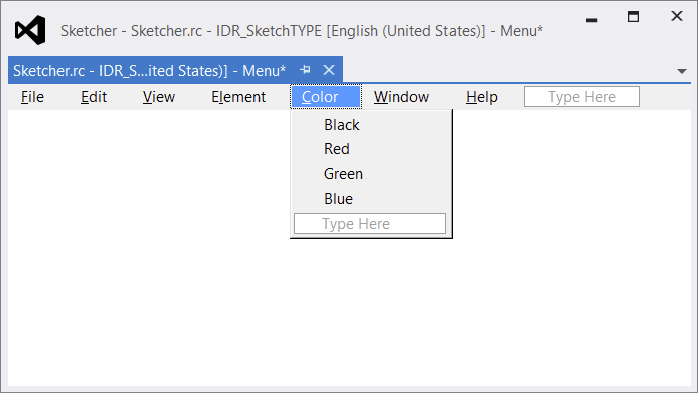 Sketcher - Sketcher.rc - IDR_SketchTYPE [English (United States)] - Menu*
Sketcher.rc - IDR_S...ited States)] - Menu*
File Edit View Element Color Window Help Type Here
Black
Red
Green
Blue
Type Here